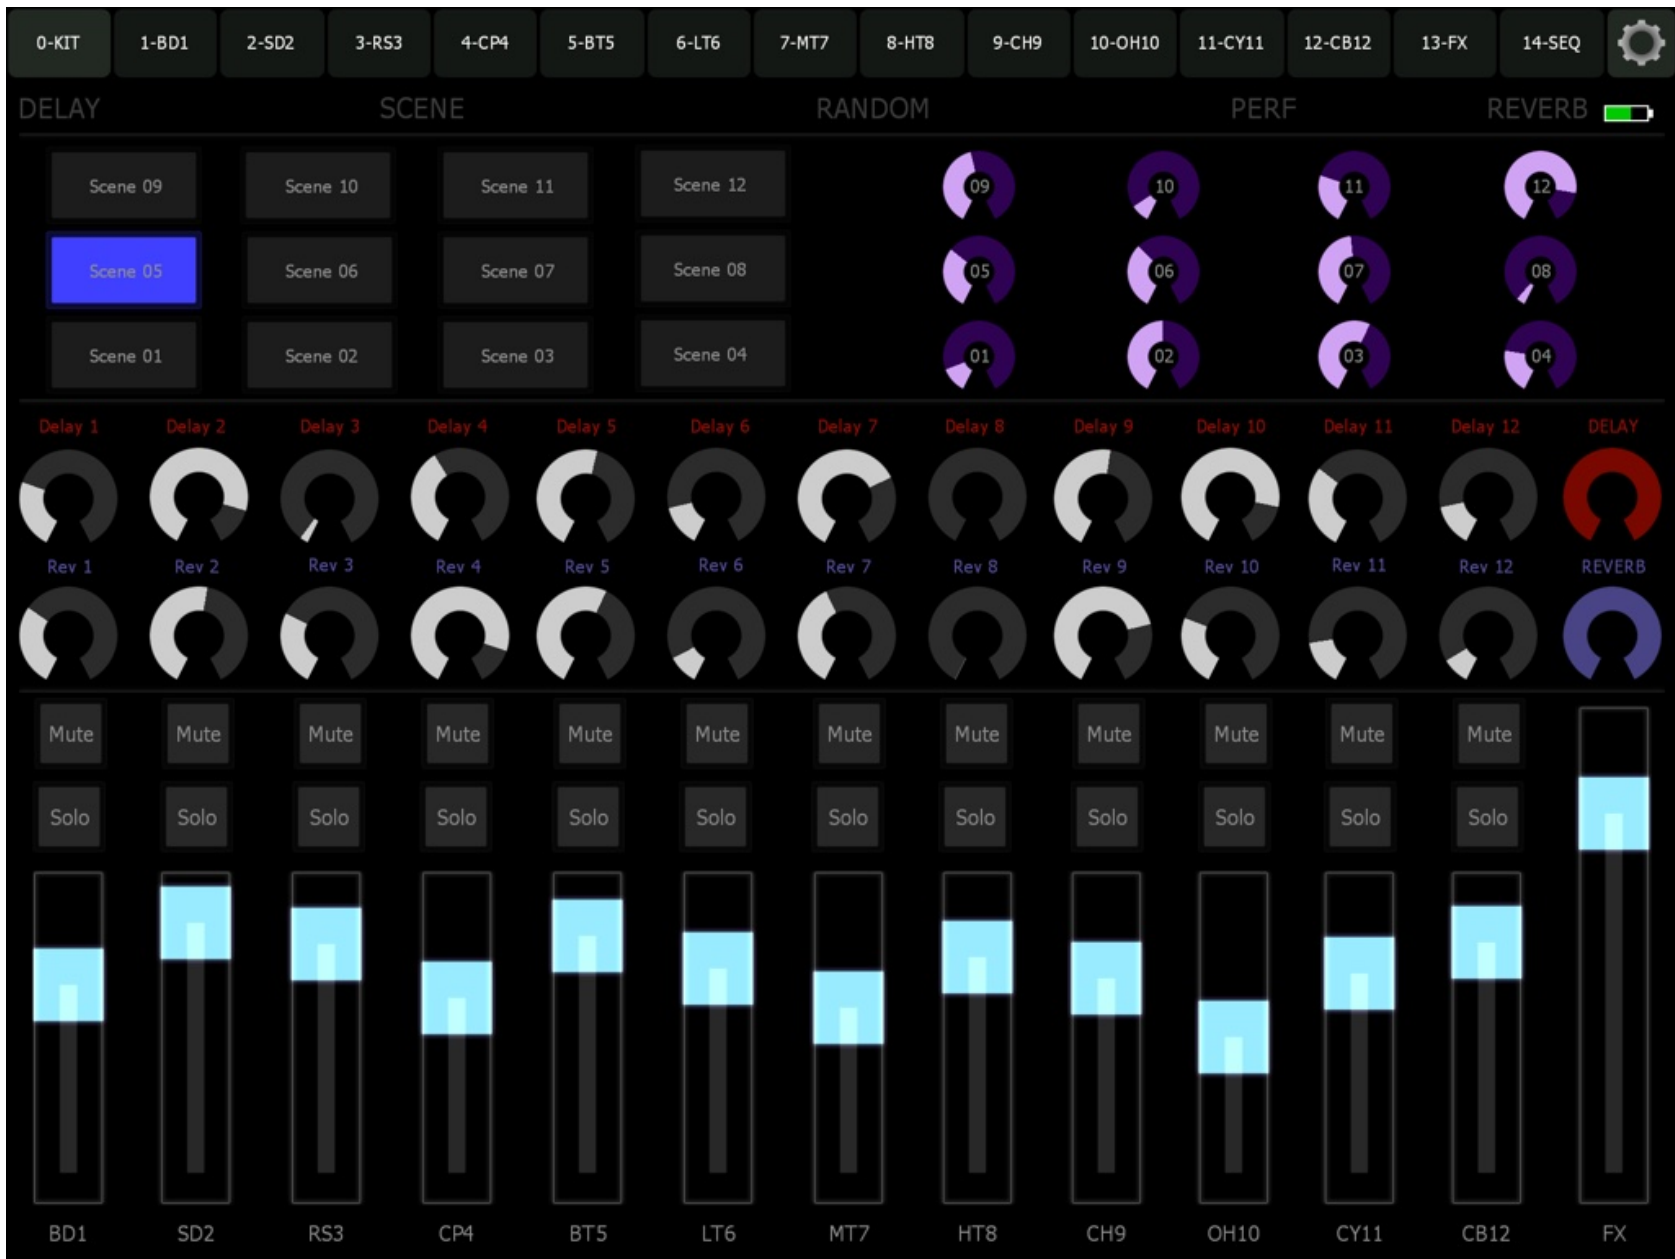 0-KIT 1-BD1 2-SD2 3-RS3 4-CP4 5-BT5 6-LT6 7-MT7 8-HT8 9-CH9 10-OH10 11-CY11 12-CB12 13-FX 14-SEQ
DELAY SCENE RANDOM PERF REVERB
Scene 09 Scene 10 Scene 11 Scene 12 09 10 11 12
Scene 05 Scene 06 Scene 07 Scene 08 05 06 07 08
Scene 01 Scene 02 Scene 03 Scene 04 01 02 03 04
Delay 1 Delay 2 Delay 3 Delay 4 Delay 5 Delay 6 Delay 7 Delay 8 Delay 9 Delay 10 Delay 11 Delay 12 DELAY
Rev 1 Rev 2 Rev 3 Rev 4 Rev 5 Rev 6 Rev 7 Rev 8 Rev 9 Rev 10 Rev 11 Rev 12 REVERB
Mute Mute Mute Mute Mute Mute Mute Mute Mute Mute Mute Mute
Solo Solo Solo Solo Solo Solo Solo Solo Solo Solo Solo Solo
BD1 SD2 RS3 CP4 BT5 LT6 MT7 HT8 CH9 OH10 CY11 CB12 FX